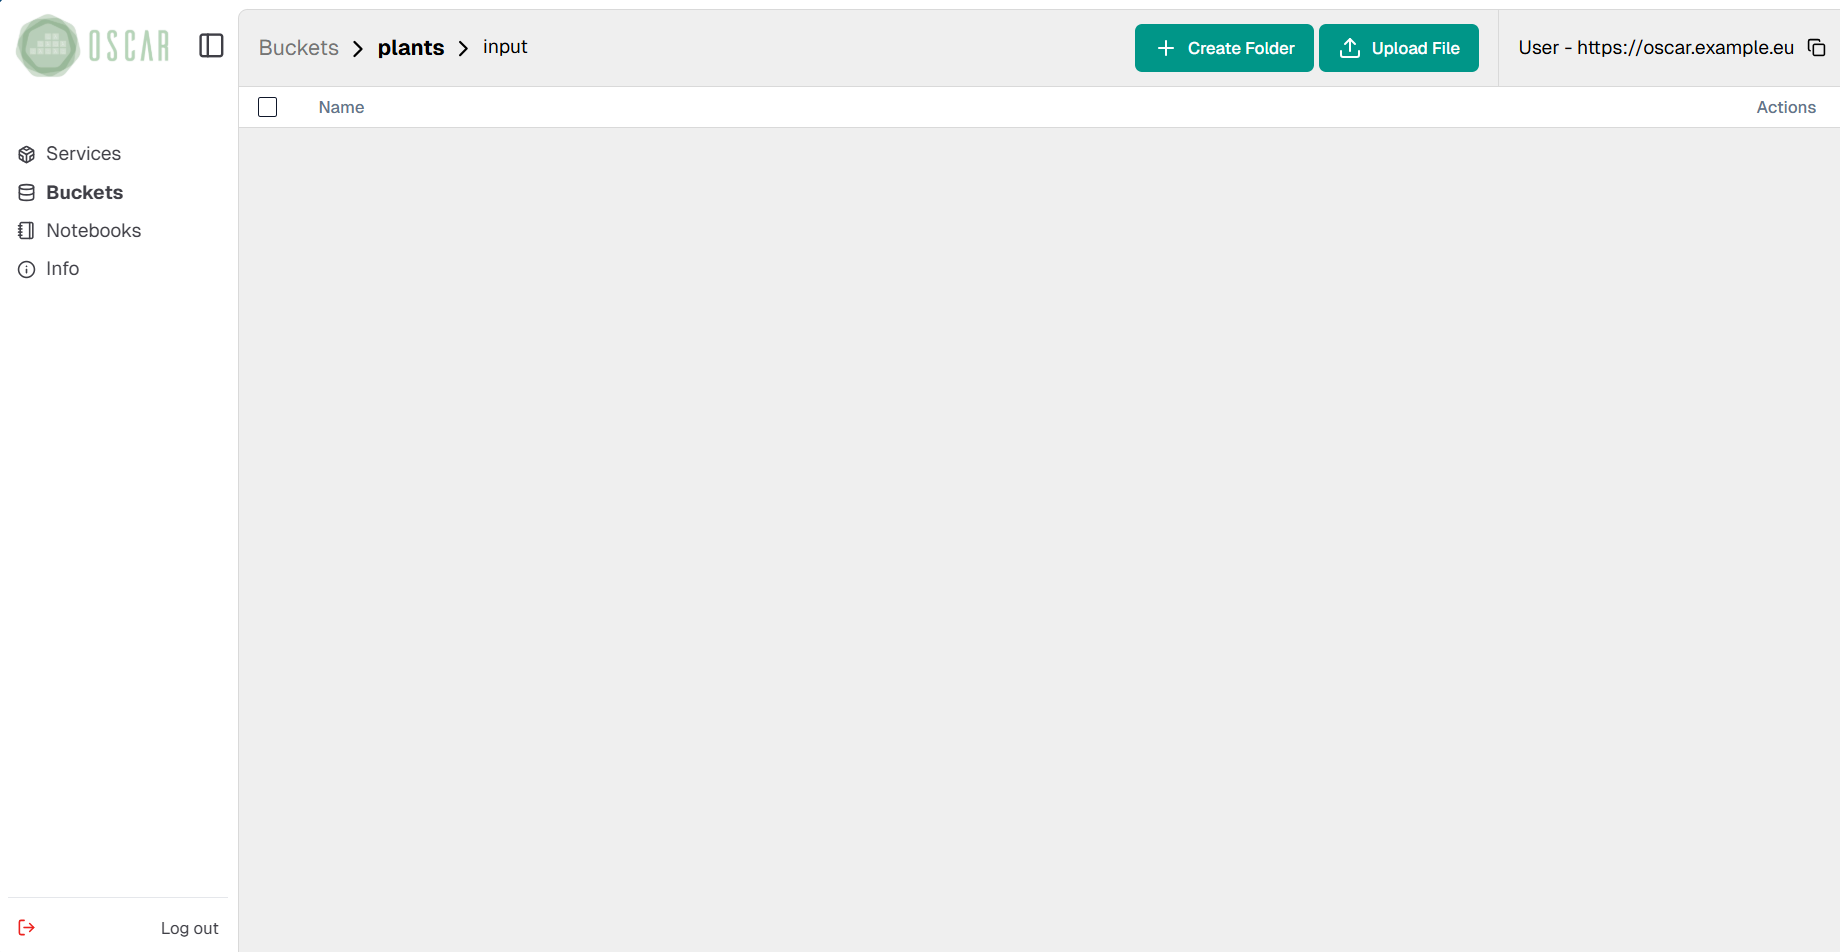 OSCAR
Buckets > plants > input
Create Folder
Upload File
User - https://oscar.example.eu
Name
Actions
Services
Buckets
Notebooks
Info
Log out